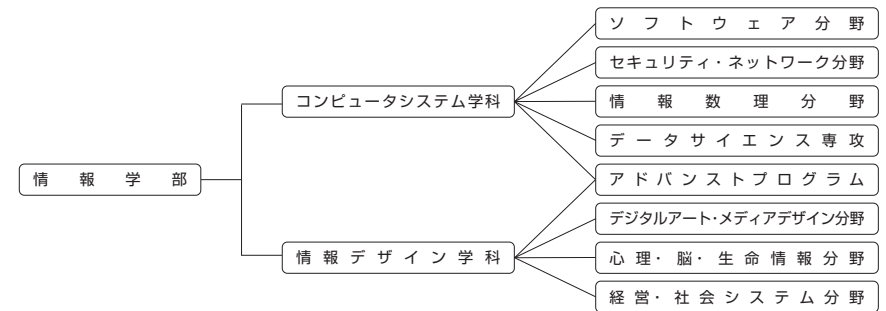 ソフトウェア分野
セキュリティ・ネットワーク分野
コンピュータシステム学科
情報数理分野
データサイエンス専攻
情報学部
アドバンストプログラム
デジタルアート・メディアデザイン分野
情報デザイン学科
心理・脳・生命情報分野
経営・社会システム分野